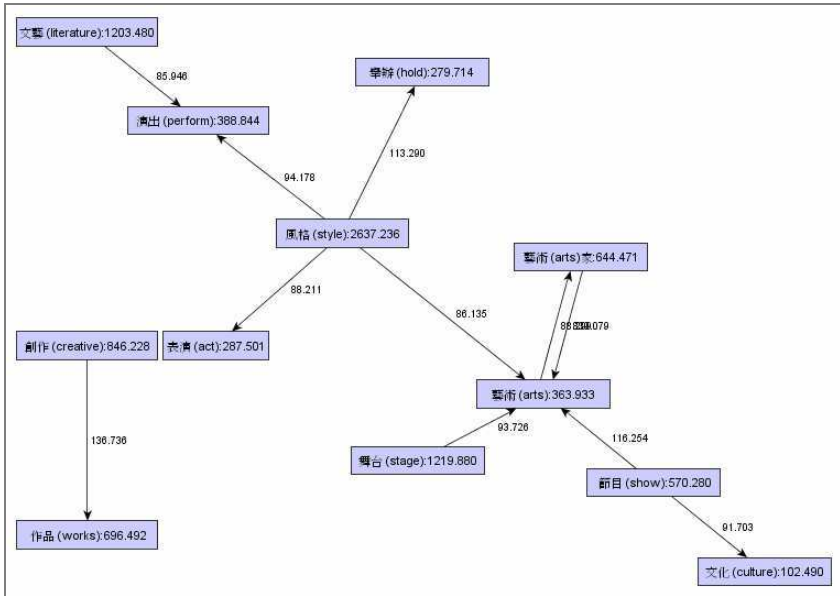 文藝 (literature):1203.480
85.946
舉辦 (hold):279.714
演出 (perform):388.844
113.290
94.178
風格 (style):2637.236
藝術 (arts)家:644.471
88.211
86.135
創作 (creative):846.228
表演 (act):287.501
藝術 (arts):363.933
93.726
136.736
舞台 (stage):1219.880
116.254
節目 (show):570.280
91.703
作品 (works):696.492
文化 (culture):102.490